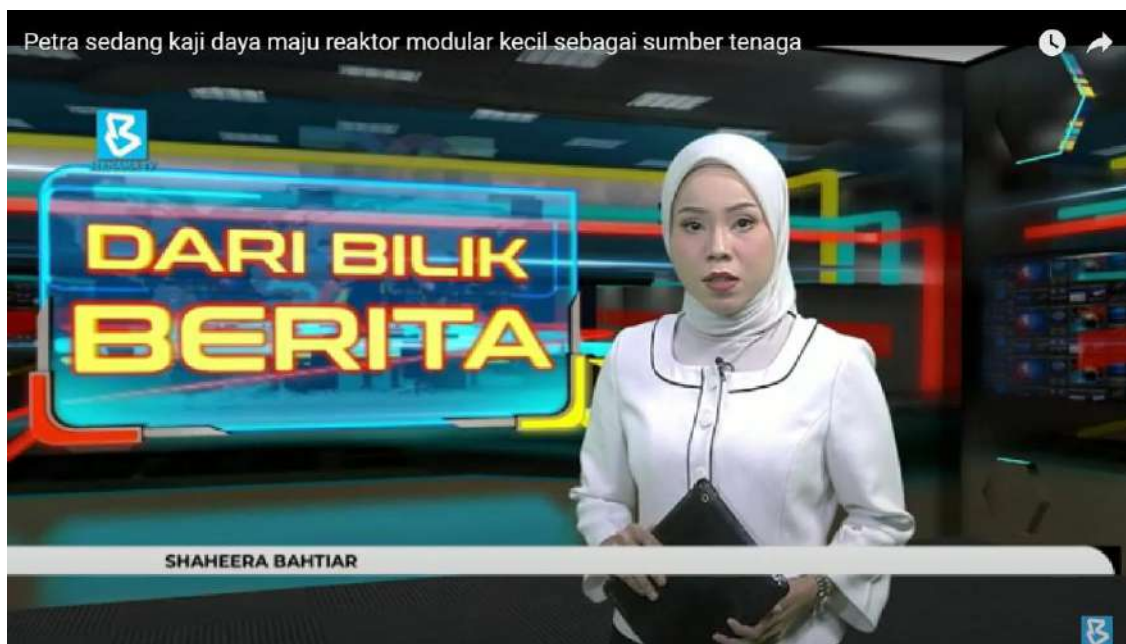 Petra sedang kaji daya maju reaktor modular kecil sebagai sumber tenaga
DARI BILIK
BERITA
SHAHEERA BAHTIAR